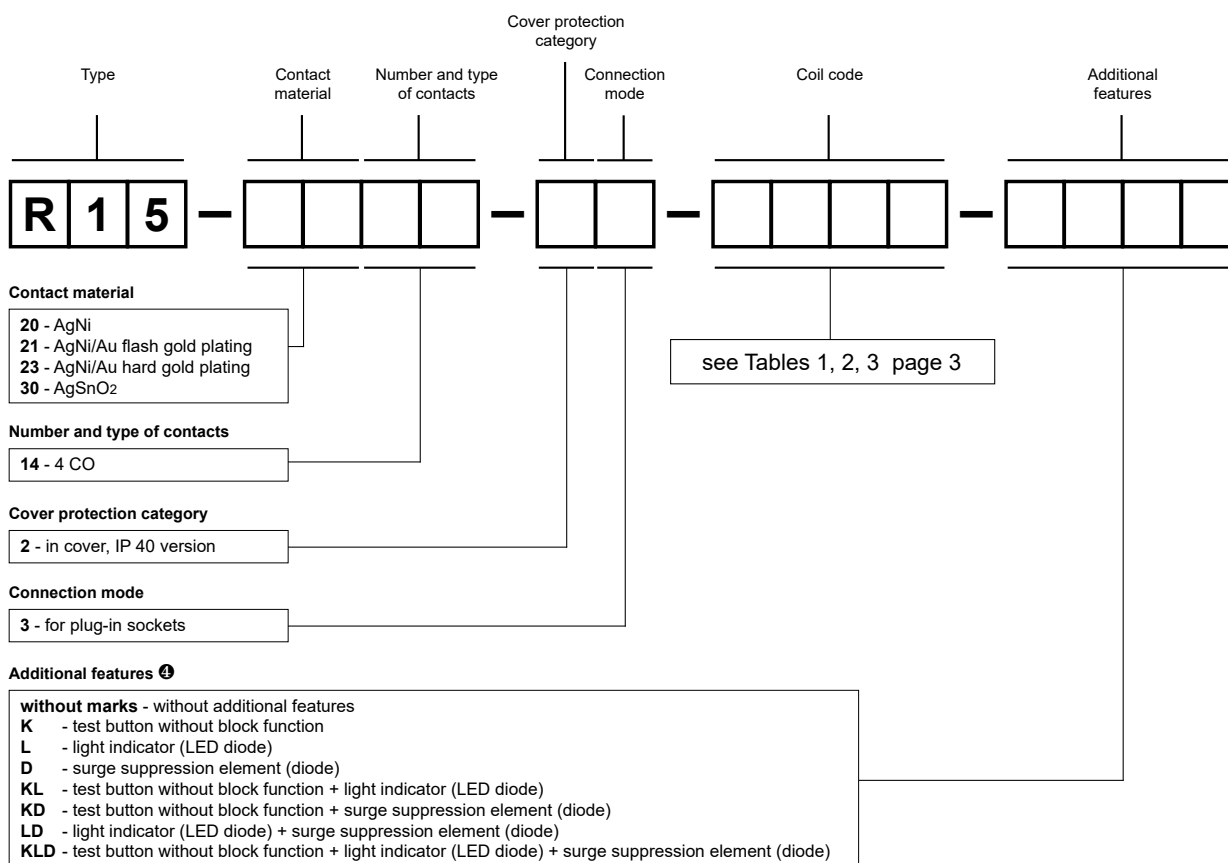 Cover protection
category
Type
Contact
material
Number and type
of contacts
Connection
mode
Coil code
Additional
features
R 1 5 – – – –
Contact material
20 - AgNi
21 - AgNi/Au flash gold plating
23 - AgNi/Au hard gold plating
30 - AgSnO2
see Tables 1, 2, 3 page 3
Number and type of contacts
14 - 4 CO
Cover protection category
2 - in cover, IP 40 version
Connection mode
3 - for plug-in sockets
Additional features ❹
without marks - without additional features
K - test button without block function
L - light indicator (LED diode)
D - surge suppression element (diode)
KL - test button without block function + light indicator (LED diode)
KD - test button without block function + surge suppression element (diode)
LD - light indicator (LED diode) + surge suppression element (diode)
KLD - test button without block function + light indicator (LED diode) + surge suppression element (diode)